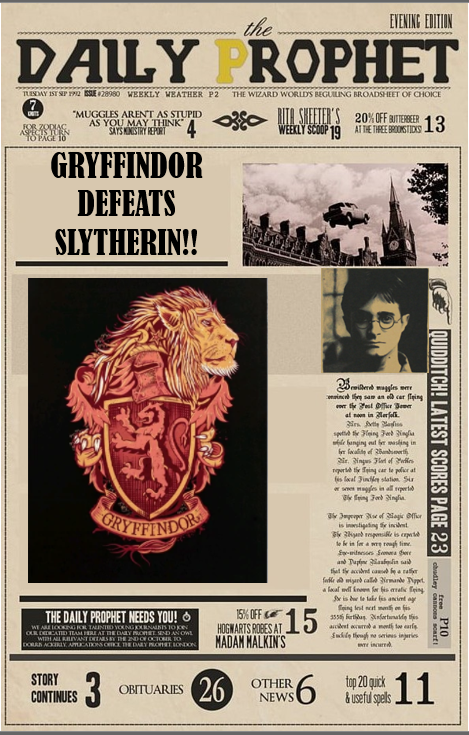 EVENING EDITION
the
DAILY PROPHET
TUESDAY 1ST SEP 1992 ISSUE #28980 WEEKLY WEATHER P2 THE WIZARD WORLD'S BEGUILING BROADSHEET OF CHOICE
7
KNUTS
FOR ZODIAC
ASPECTS TURN
TO PAGE 10
"MUGGLES AREN'T AS STUPID
AS YOU MAY THINK"
SAYS MINISTRY REPORT 4
RITA SKEETER'S
WEEKLY SCOOP 19
20% OFF BUTTERBEER
AT THE THREE BROOMSTICKS! 13
GRYFFINDOR
DEFEATS
SLYTHERIN!!
GRYFFINDOR
Bewildered muggles were
convinced they saw an old car flying
over the Post Office Tower
at noon in Norfolk.
Mrs. Hetty Bayliss
spotted the Flying Ford Anglia
while hanging out her washing in
her locality of Wandsworth.
Mr. Angus Fleet of Peebles
reported the flying car to police at
his local Finchley station. Six
or seven muggles in all reported
the flying Ford Anglia.
The Improper Use of Magic Office
is investigating the incident.
The Wizard responsible is expected
to be in for a very rough time.
Eye-witnesses Leonora Gore
and Daphne
that the accident was caused by a rather
feeble old wizard called Armando Dippet,
a local well known for his erratic flying.
He is due to take his ancient age
flying test next month on his
355th birthday. Unfortunately this
accident occurred a month too early.
Luckily though no serious injuries
were incurred.
QUIDDITCH! LATEST SCORES PAGE 23
free P10
chudley cannons scarf!
THE DAILY PROPHET NEEDS YOU!
WE ARE LOOKING FOR TALENTED YOUNG JOURNALISTS TO JOIN
OUR DEDICATED TEAM HERE AT THE DAILY PROPHET. SEND AN OWL
WITH ALL RELEVANT DETAILS BY THE 2ND OF OCTOBER TO:
APPLICATIONS OFFICE, THE DAILY PROPHET, LONDON
15% OFF
HOGWARTS ROBES AT
MADAM MALKIN'S 15
STORY
CONTINUES 3
OBITUARIES 26
OTHER
NEWS 6
top 20 quick
& useful spells 11